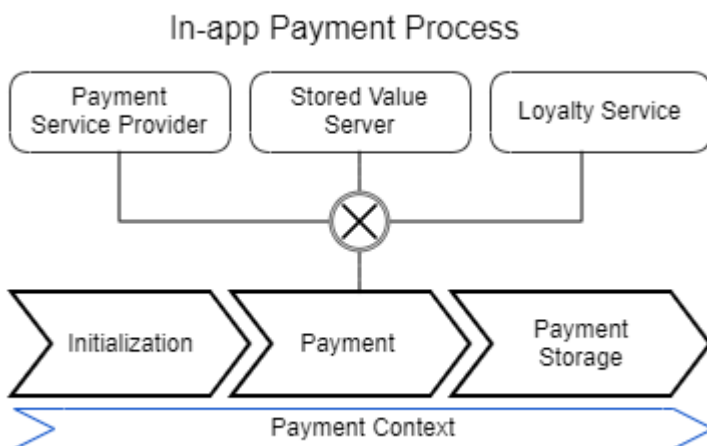 In-app Payment Process
Payment
Service Provider
Stored Value
Server
Loyalty Service
Initialization
Payment
Payment
Storage
Payment Context